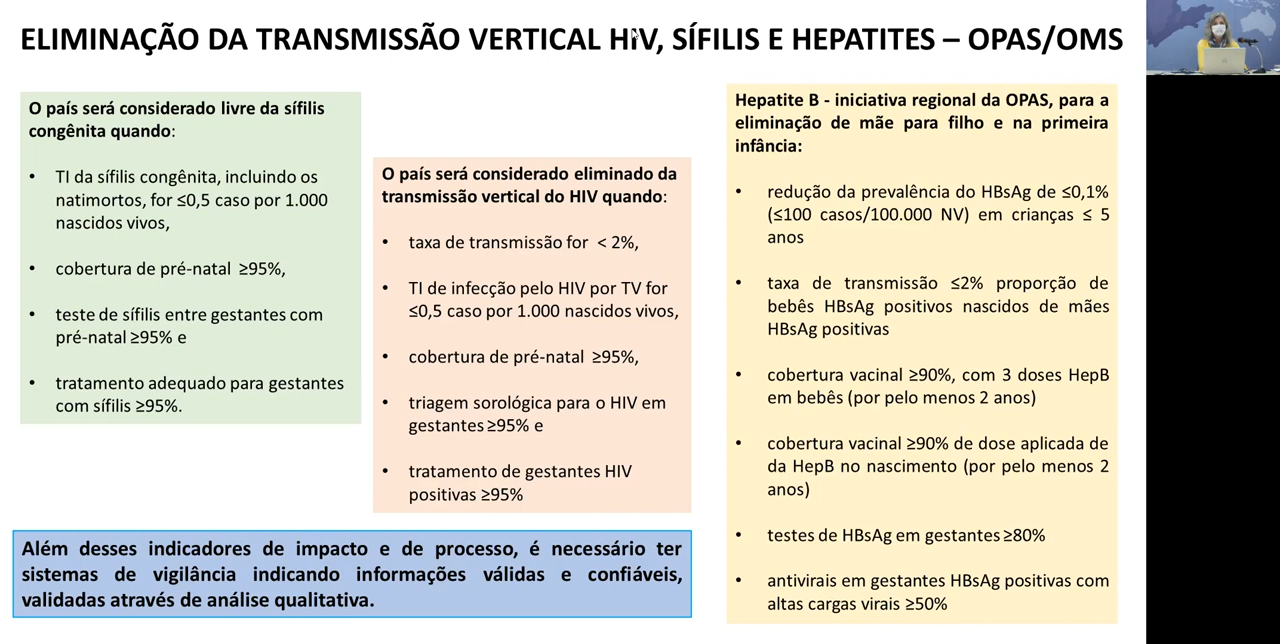 ELIMINAÇÃO DA TRANSMISSÃO VERTICAL HIV, SÍFILIS E HEPATITES – OPAS/OMS
O país será considerado livre da sífilis
congênita quando:
• TI da sífilis congênita, incluindo os
natimortos, for ≤0,5 caso por 1.000
nascidos vivos,
• cobertura de pré-natal ≥95%,
• teste de sífilis entre gestantes com
pré-natal ≥95% e
• tratamento adequado para gestantes
com sífilis ≥95%.
O país será considerado eliminado da
transmissão vertical do HIV quando:
• taxa de transmissão for < 2%,
• TI de infecção pelo HIV por TV for
≤0,5 caso por 1.000 nascidos vivos,
• cobertura de pré-natal ≥95%,
• triagem sorológica para o HIV em
gestantes ≥95% e
• tratamento de gestantes HIV
positivas ≥95%
Hepatite B - iniciativa regional da OPAS, para a
eliminação de mãe para filho e na primeira
infância:
• redução da prevalência do HBsAg de ≤0,1%
(≤100 casos/100.000 NV) em crianças ≤ 5
anos
• taxa de transmissão ≤2% proporção de
bebês HBsAg positivos nascidos de mães
HBsAg positivas
• cobertura vacinal ≥90%, com 3 doses HepB
em bebês (por pelo menos 2 anos)
• cobertura vacinal ≥90% de dose aplicada de
da HepB no nascimento (por pelo menos 2
anos)
• testes de HBsAg em gestantes ≥80%
• antivirais em gestantes HBsAg positivas com
altas cargas virais ≥50%
Além desses indicadores de impacto e de processo, é necessário ter
sistemas de vigilância indicando informações válidas e confiáveis,
validadas através de análise qualitativa.